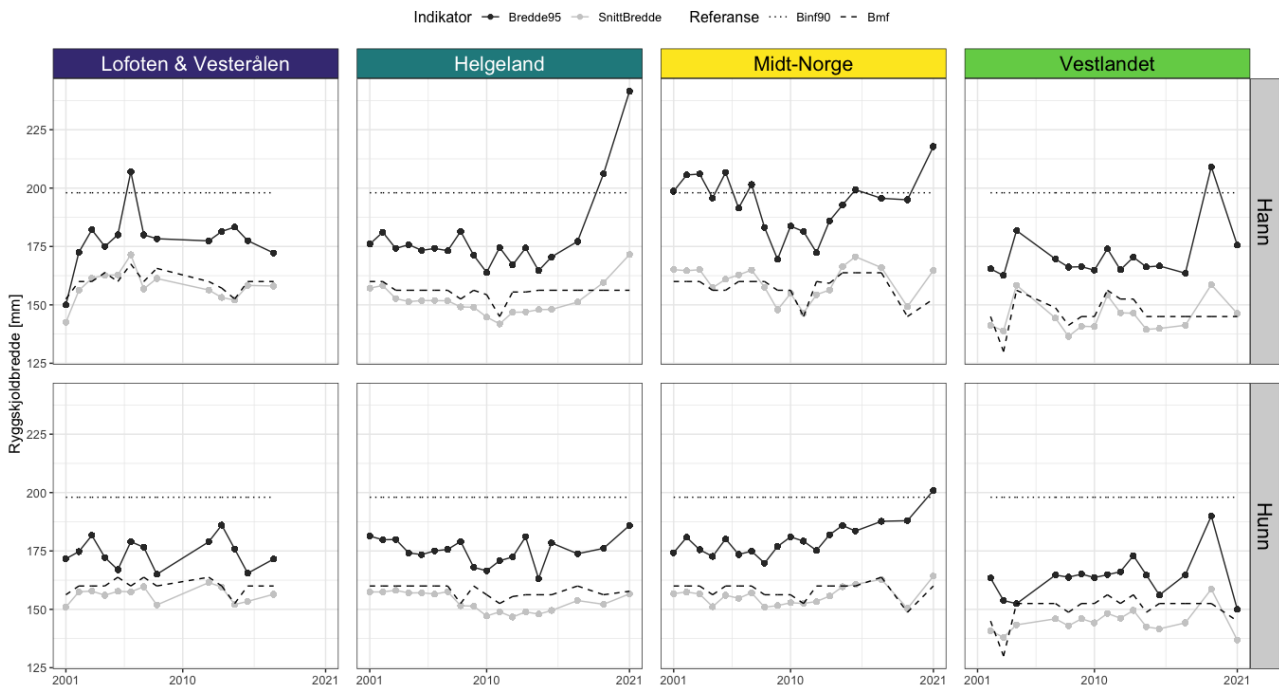 Indikator Bredde95 SnittBredde Referanse Binf90 Bmf
Lofoten & Vesterålen Helgeland Midt-Norge Vestlandet
225
200
175
150
125
Hann
Ryggskjoldbredde [mm]
225
200
175
150
125
Hunn
2001 2010 2021 2001 2010 2021 2001 2010 2021 2001 2010 2021